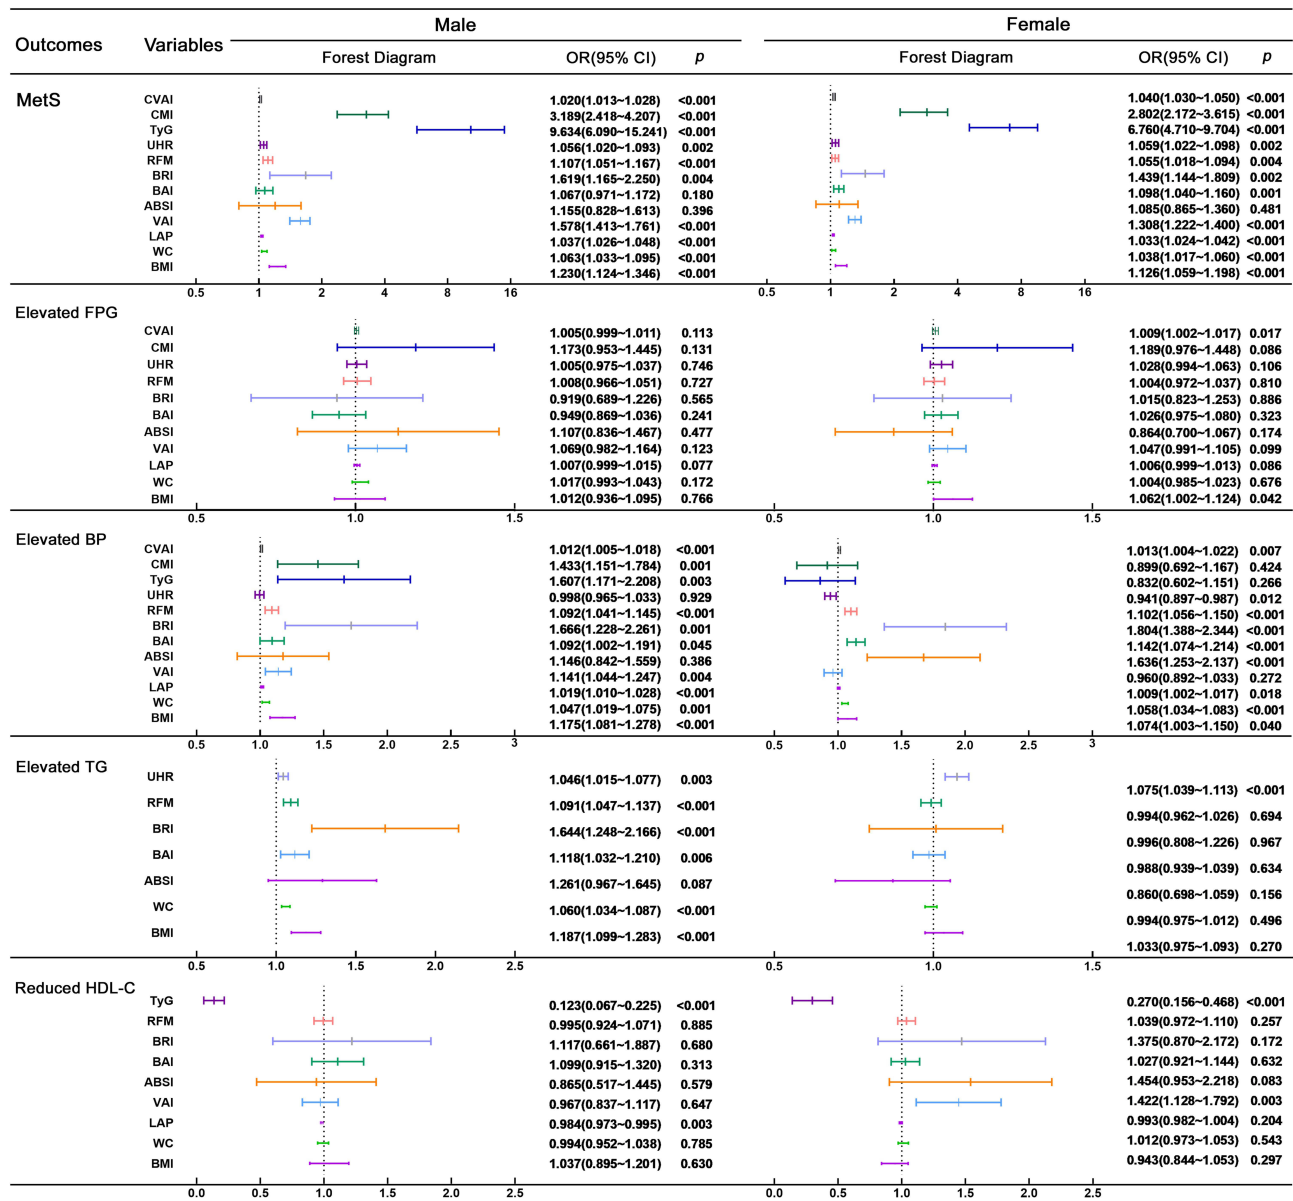 Male Female
Outcomes Variables Forest Diagram OR(95% CI) p Forest Diagram OR(95% CI) p
MetS
CVAI 1.020(1.013~1.028) <0.001 1.040(1.030~1.050) <0.001
CMI 3.189(2.418~4.207) <0.001 2.802(2.172~3.615) <0.001
TyG 9.634(6.090~15.241) <0.001 6.760(4.710~9.704) <0.001
UHR 1.056(1.020~1.093) 0.002 1.059(1.022~1.098) 0.002
RFM 1.107(1.051~1.167) <0.001 1.055(1.018~1.094) 0.004
BRI 1.619(1.165~2.250) 0.004 1.439(1.144~1.809) 0.002
BAI 1.067(0.971~1.172) 0.180 1.098(1.040~1.160) 0.001
ABSI 1.155(0.828~1.613) 0.396 1.085(0.865~1.360) 0.481
VAI 1.578(1.413~1.761) <0.001 1.308(1.222~1.400) <0.001
LAP 1.037(1.026~1.048) <0.001 1.033(1.024~1.042) <0.001
WC 1.063(1.033~1.095) <0.001 1.038(1.017~1.060) <0.001
BMI 1.230(1.124~1.346) <0.001 1.126(1.059~1.198) <0.001
0.5 1 2 4 8 16 0.5 1 2 4 8 16
Elevated FPG
CVAI 1.005(0.999~1.011) 0.113 1.009(1.002~1.017) 0.017
CMI 1.173(0.953~1.445) 0.131 1.189(0.976~1.448) 0.086
UHR 1.005(0.975~1.037) 0.746 1.028(0.994~1.063) 0.106
RFM 1.008(0.966~1.051) 0.727 1.004(0.972~1.037) 0.810
BRI 0.919(0.689~1.226) 0.565 1.015(0.823~1.253) 0.886
BAI 0.949(0.869~1.036) 0.241 1.026(0.975~1.080) 0.323
ABSI 1.107(0.836~1.467) 0.477 0.864(0.700~1.067) 0.174
VAI 1.069(0.982~1.164) 0.123 1.047(0.991~1.105) 0.099
LAP 1.007(0.999~1.015) 0.077 1.006(0.999~1.013) 0.086
WC 1.017(0.993~1.043) 0.172 1.004(0.985~1.023) 0.676
BMI 1.012(0.936~1.095) 0.766 1.062(1.002~1.124) 0.042
0.5 1.0 1.5 0.5 1.0 1.5
Elevated BP
CVAI 1.012(1.005~1.018) <0.001 1.013(1.004~1.022) 0.007
CMI 1.433(1.151~1.784) 0.001 0.899(0.692~1.167) 0.424
TyG 1.607(1.171~2.208) 0.003 0.832(0.602~1.151) 0.266
UHR 0.998(0.965~1.033) 0.929 0.941(0.897~0.987) 0.012
RFM 1.092(1.041~1.145) <0.001 1.102(1.056~1.150) <0.001
BRI 1.666(1.228~2.261) 0.001 1.804(1.388~2.344) <0.001
BAI 1.092(1.002~1.191) 0.045 1.142(1.074~1.214) <0.001
ABSI 1.146(0.842~1.559) 0.386 1.636(1.253~2.137) <0.001
VAI 1.141(1.044~1.247) 0.004 0.960(0.892~1.033) 0.272
LAP 1.019(1.010~1.028) <0.001 1.009(1.002~1.017) 0.018
WC 1.047(1.019~1.075) 0.001 1.058(1.034~1.083) <0.001
BMI 1.175(1.081~1.278) <0.001 1.074(1.003~1.150) 0.040
0.5 1.0 1.5 2.0 2.5 3 0.5 1.0 1.5 2.0 2.5 3
Elevated TG
UHR 1.046(1.015~1.077) 0.003 1.075(1.039~1.113) <0.001
RFM 1.091(1.047~1.137) <0.001 0.994(0.962~1.026) 0.694
BRI 1.644(1.248~2.166) <0.001 0.996(0.808~1.226) 0.967
BAI 1.118(1.032~1.210) 0.006 0.988(0.939~1.039) 0.634
ABSI 1.261(0.967~1.645) 0.087 0.860(0.698~1.059) 0.156
WC 1.060(1.034~1.087) <0.001 0.994(0.975~1.012) 0.496
BMI 1.187(1.099~1.283) <0.001 1.033(0.975~1.093) 0.270
0.5 1.0 1.5 2.0 2.5 0.5 1.0 1.5
Reduced HDL-C
TyG 0.123(0.067~0.225) <0.001 0.270(0.156~0.468) <0.001
RFM 0.995(0.924~1.071) 0.885 1.039(0.972~1.110) 0.257
BRI 1.117(0.661~1.887) 0.680 1.375(0.870~2.172) 0.172
BAI 1.099(0.915~1.320) 0.313 1.027(0.921~1.144) 0.632
ABSI 0.865(0.517~1.445) 0.579 1.454(0.953~2.218) 0.083
VAI 0.967(0.837~1.117) 0.647 1.422(1.128~1.792) 0.003
LAP 0.984(0.973~0.995) 0.003 0.993(0.982~1.004) 0.204
WC 0.994(0.952~1.038) 0.785 1.012(0.973~1.053) 0.543
BMI 1.037(0.895~1.201) 0.630 0.943(0.844~1.053) 0.297
0.0 0.5 1.0 1.5 2.0 2.5 0.0 0.5 1.0 1.5 2.0 2.5